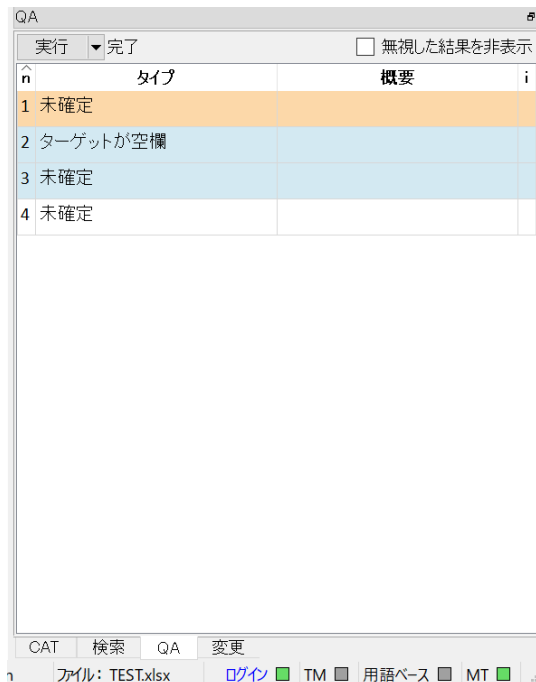 QA
実行 ▼ 完了 無視した結果を非表示
n タイプ 概要 i
1 未確定
2 ターゲットが空欄
3 未確定
4 未確定
CAT 検索 QA 変更
ファイル: TEST.xlsx ログイン TM 用語ベース MT